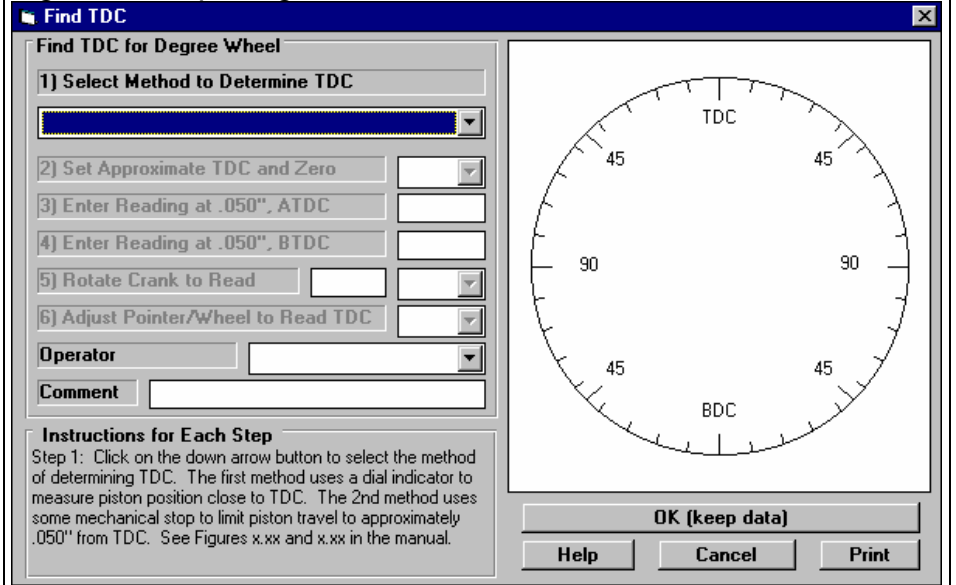 Find TDC
Find TDC for Degree Wheel
1) Select Method to Determine TDC
2) Set Approximate TDC and Zero
3) Enter Reading at .050", ATDC
4) Enter Reading at .050", BTDC
5) Rotate Crank to Read
6) Adjust Pointer/Wheel to Read TDC
Operator
Comment
Instructions for Each Step
Step 1: Click on the down arrow button to select the method
of determining TDC. The first method uses a dial indicator to
measure piston position close to TDC. The 2nd method uses
some mechanical stop to limit piston travel to approximately
.050" from TDC. See Figures x.xx and x.xx in the manual.
TDC
45 45
90 90
45 45
BDC
OK (keep data)
Help Cancel Print